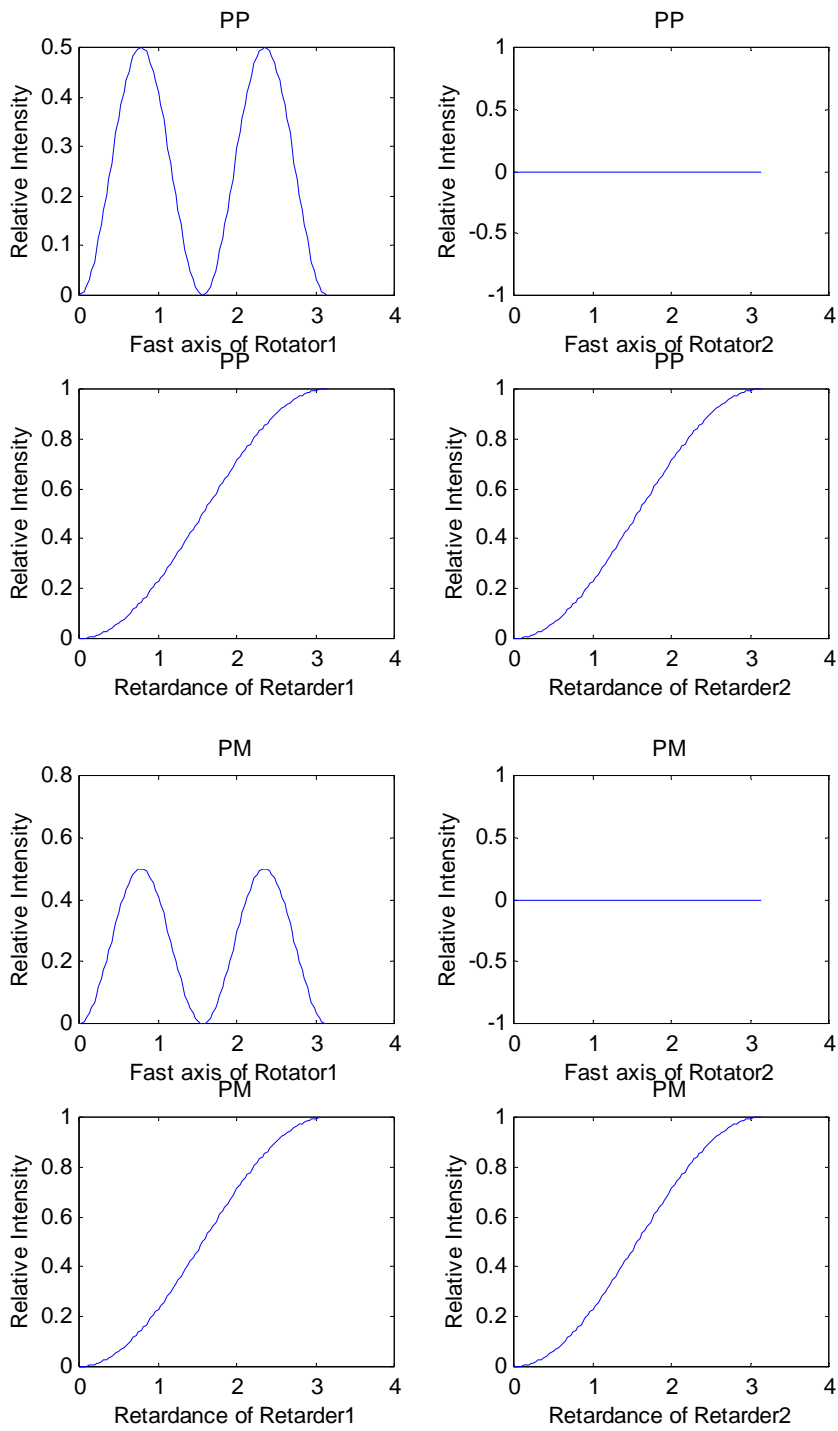 PP
PP
0.5
0.4
0.3
0.2
0.1
0
Relative Intensity
0 1 2 3 4
Fast axis of Rotator1
1
0.5
0
-0.5
-1
Relative Intensity
0 1 2 3 4
Fast axis of Rotator2
PP
PP
1
0.8
0.6
0.4
0.2
0
Relative Intensity
0 1 2 3 4
Retardance of Retarder1
1
0.8
0.6
0.4
0.2
0
Relative Intensity
0 1 2 3 4
Retardance of Retarder2
PM
PM
0.8
0.6
0.4
0.2
0
Relative Intensity
0 1 2 3 4
Fast axis of Rotator1
1
0.5
0
-0.5
-1
Relative Intensity
0 1 2 3 4
Fast axis of Rotator2
PM
PM
1
0.8
0.6
0.4
0.2
0
Relative Intensity
0 1 2 3 4
Retardance of Retarder1
1
0.8
0.6
0.4
0.2
0
Relative Intensity
0 1 2 3 4
Retardance of Retarder2